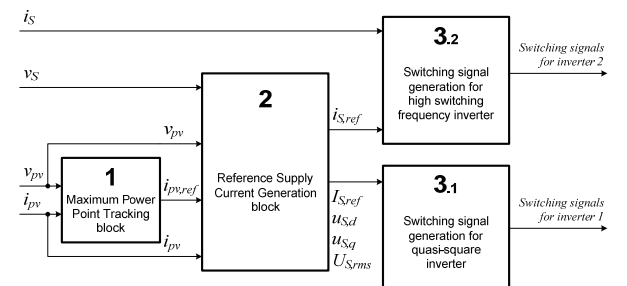 i_S
v_S
v_pv
i_pv
1
Maximum Power
Point Tracking
block
v_pv
i_pv,ref
i_pv
2
Reference Supply
Current Generation
block
i_S,ref
I_S,ref
u_S,d
u_S,q
U_S,rms
3.2
Switching signal
generation for
high switching
frequency inverter
Switching signals
for inverter 2
3.1
Switching signal
generation for
quasi-square
inverter
Switching signals
for inverter 1